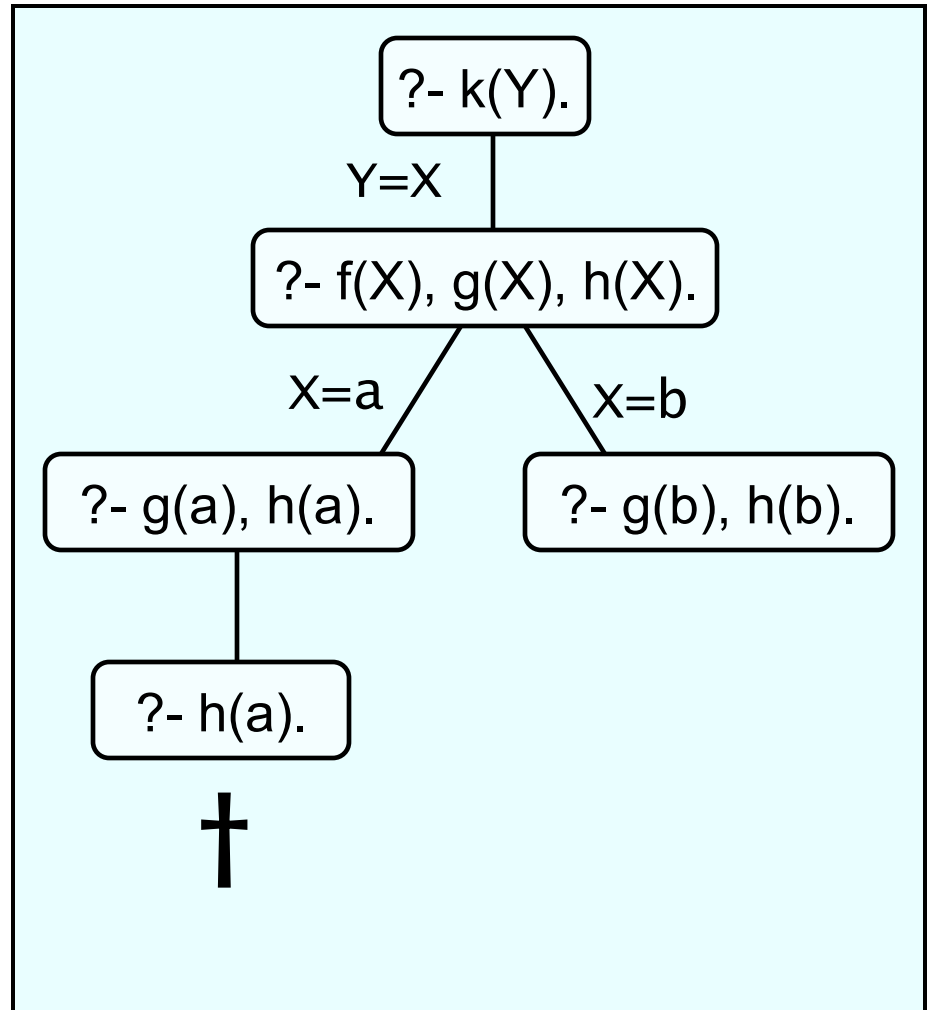 ?- k(Y).
Y=X
?- f(X), g(X), h(X).
X=a
X=b
?- g(a), h(a).
?- g(b), h(b).
?- h(a).
†